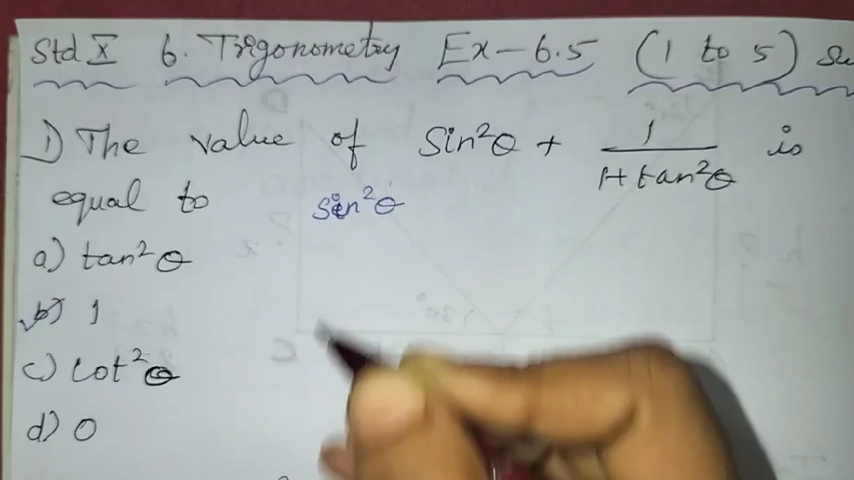 Std X 6. Trigonometry Ex-6.5 (1 to 5)
1) The value of Sin²θ + 1/1+tan²θ is
equal to sin²θ
a) tan²θ
b) 1
c) Cot²θ
d) 0